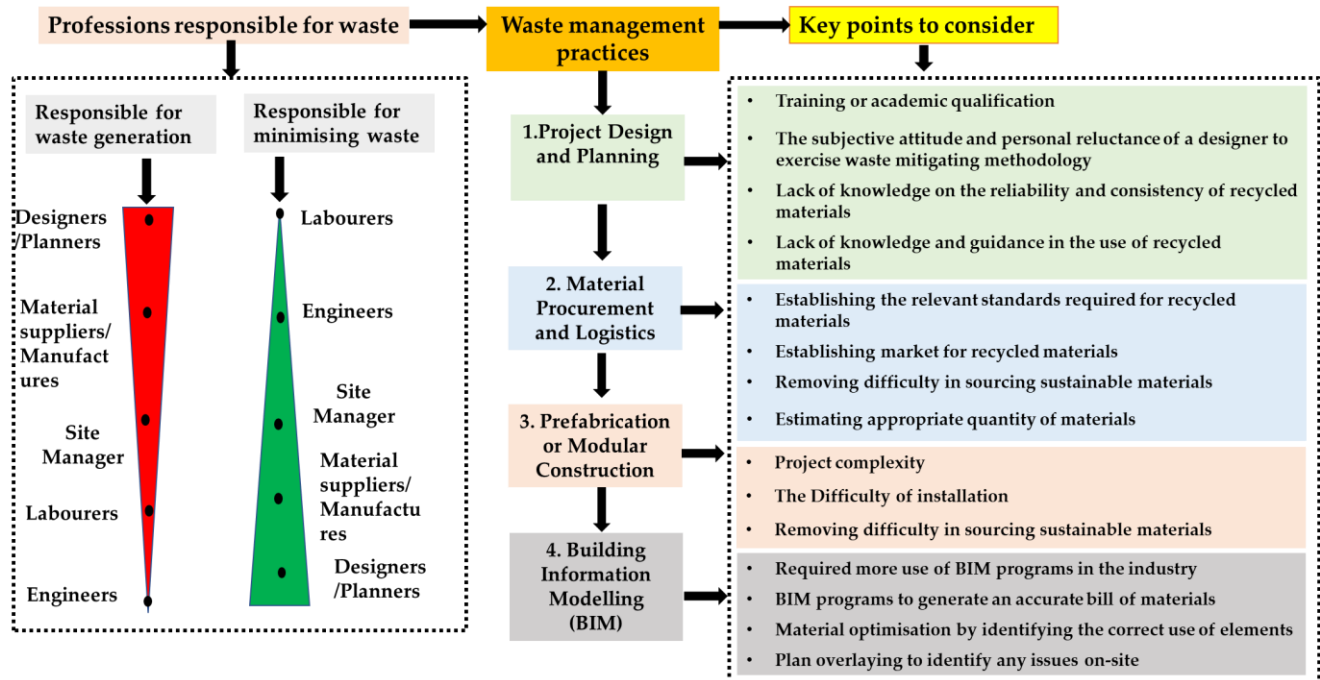 Professions responsible for waste
Waste management
practices
Key points to consider
Responsible for
waste generation
Responsible for
minimising waste
Designers
/Planners
Material
suppliers/
Manufact
ures
Site
Manager
Labourers
Engineers
Labourers
Engineers
Site
Manager
Material
suppliers/
Manufactu
res
Designers
/Planners
1.Project Design
and Planning
2. Material
Procurement
and Logistics
3. Prefabrication
or Modular
Construction
4. Building
Information
Modelling
(BIM)
• Training or academic qualification
• The subjective attitude and personal reluctance of a designer to
exercise waste mitigating methodology
• Lack of knowledge on the reliability and consistency of recycled
materials
• Lack of knowledge and guidance in the use of recycled
materials
• Establishing the relevant standards required for recycled
materials
• Establishing market for recycled materials
• Removing difficulty in sourcing sustainable materials
• Estimating appropriate quantity of materials
• Project complexity
• The Difficulty of installation
• Removing difficulty in sourcing sustainable materials
• Required more use of BIM programs in the industry
• BIM programs to generate an accurate bill of materials
• Material optimisation by identifying the correct use of elements
• Plan overlaying to identify any issues on-site